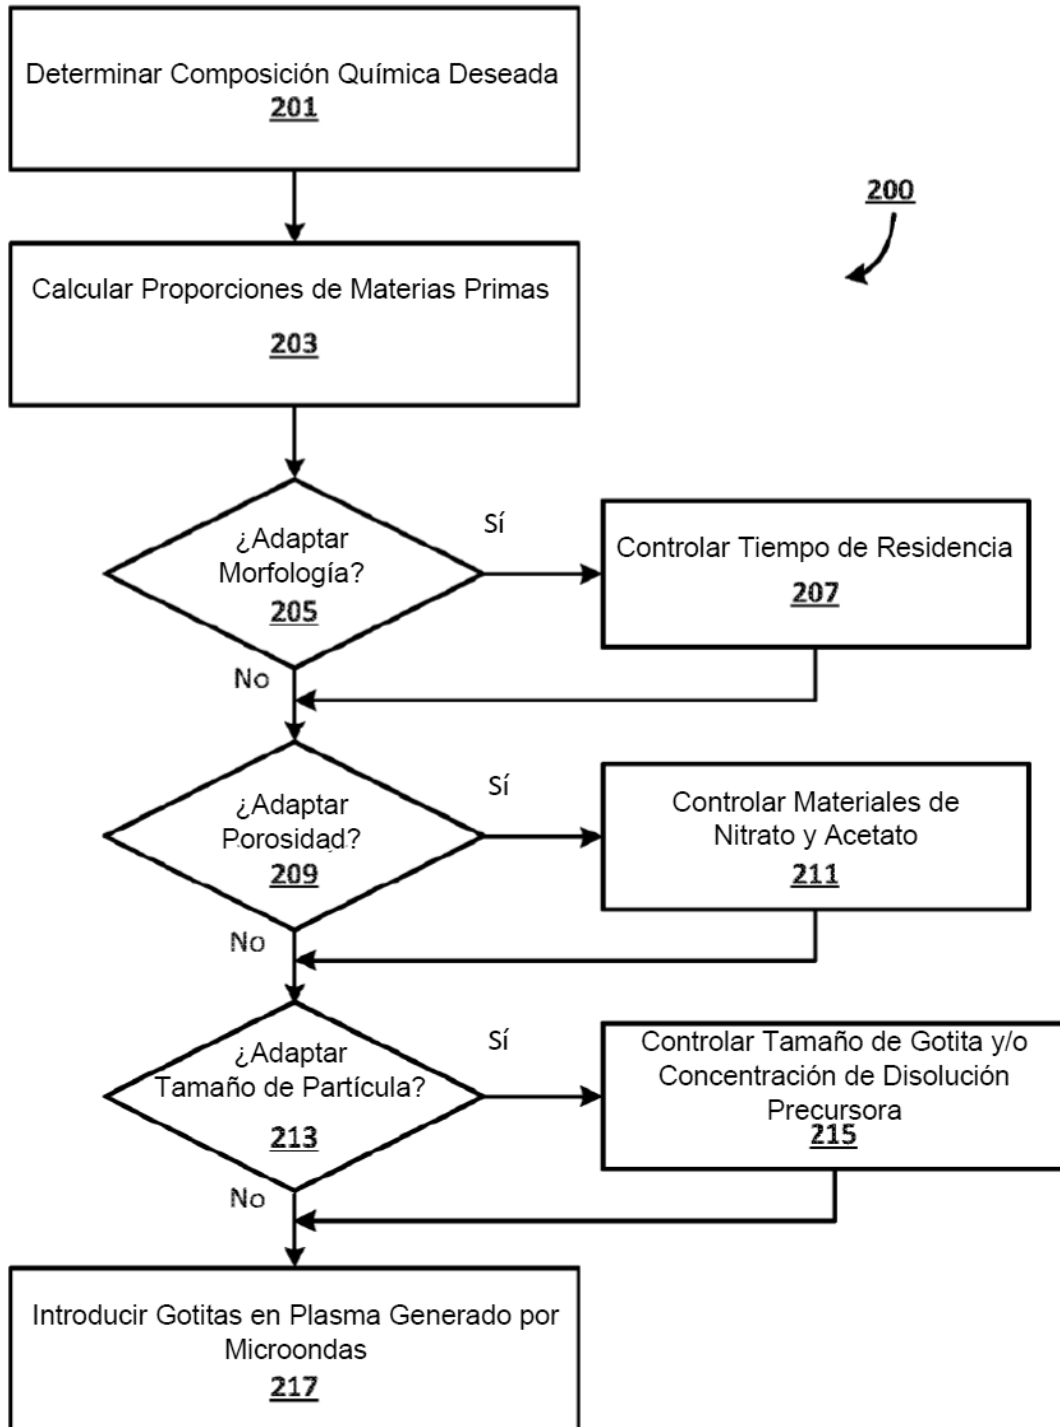 Determinar Composición Química Deseada
201
200
Calcular Proporciones de Materias Primas
203
¿Adaptar
Morfología?
205
Sí
Controlar Tiempo de Residencia
207
No
¿Adaptar
Porosidad?
209
Sí
Controlar Materiales de
Nitrato y Acetato
211
No
¿Adaptar
Tamaño de Partícula?
213
Sí
Controlar Tamaño de Gotita y/o
Concentración de Disolución
Precursora
215
No
Introducir Gotitas en Plasma Generado por
Microondas
217